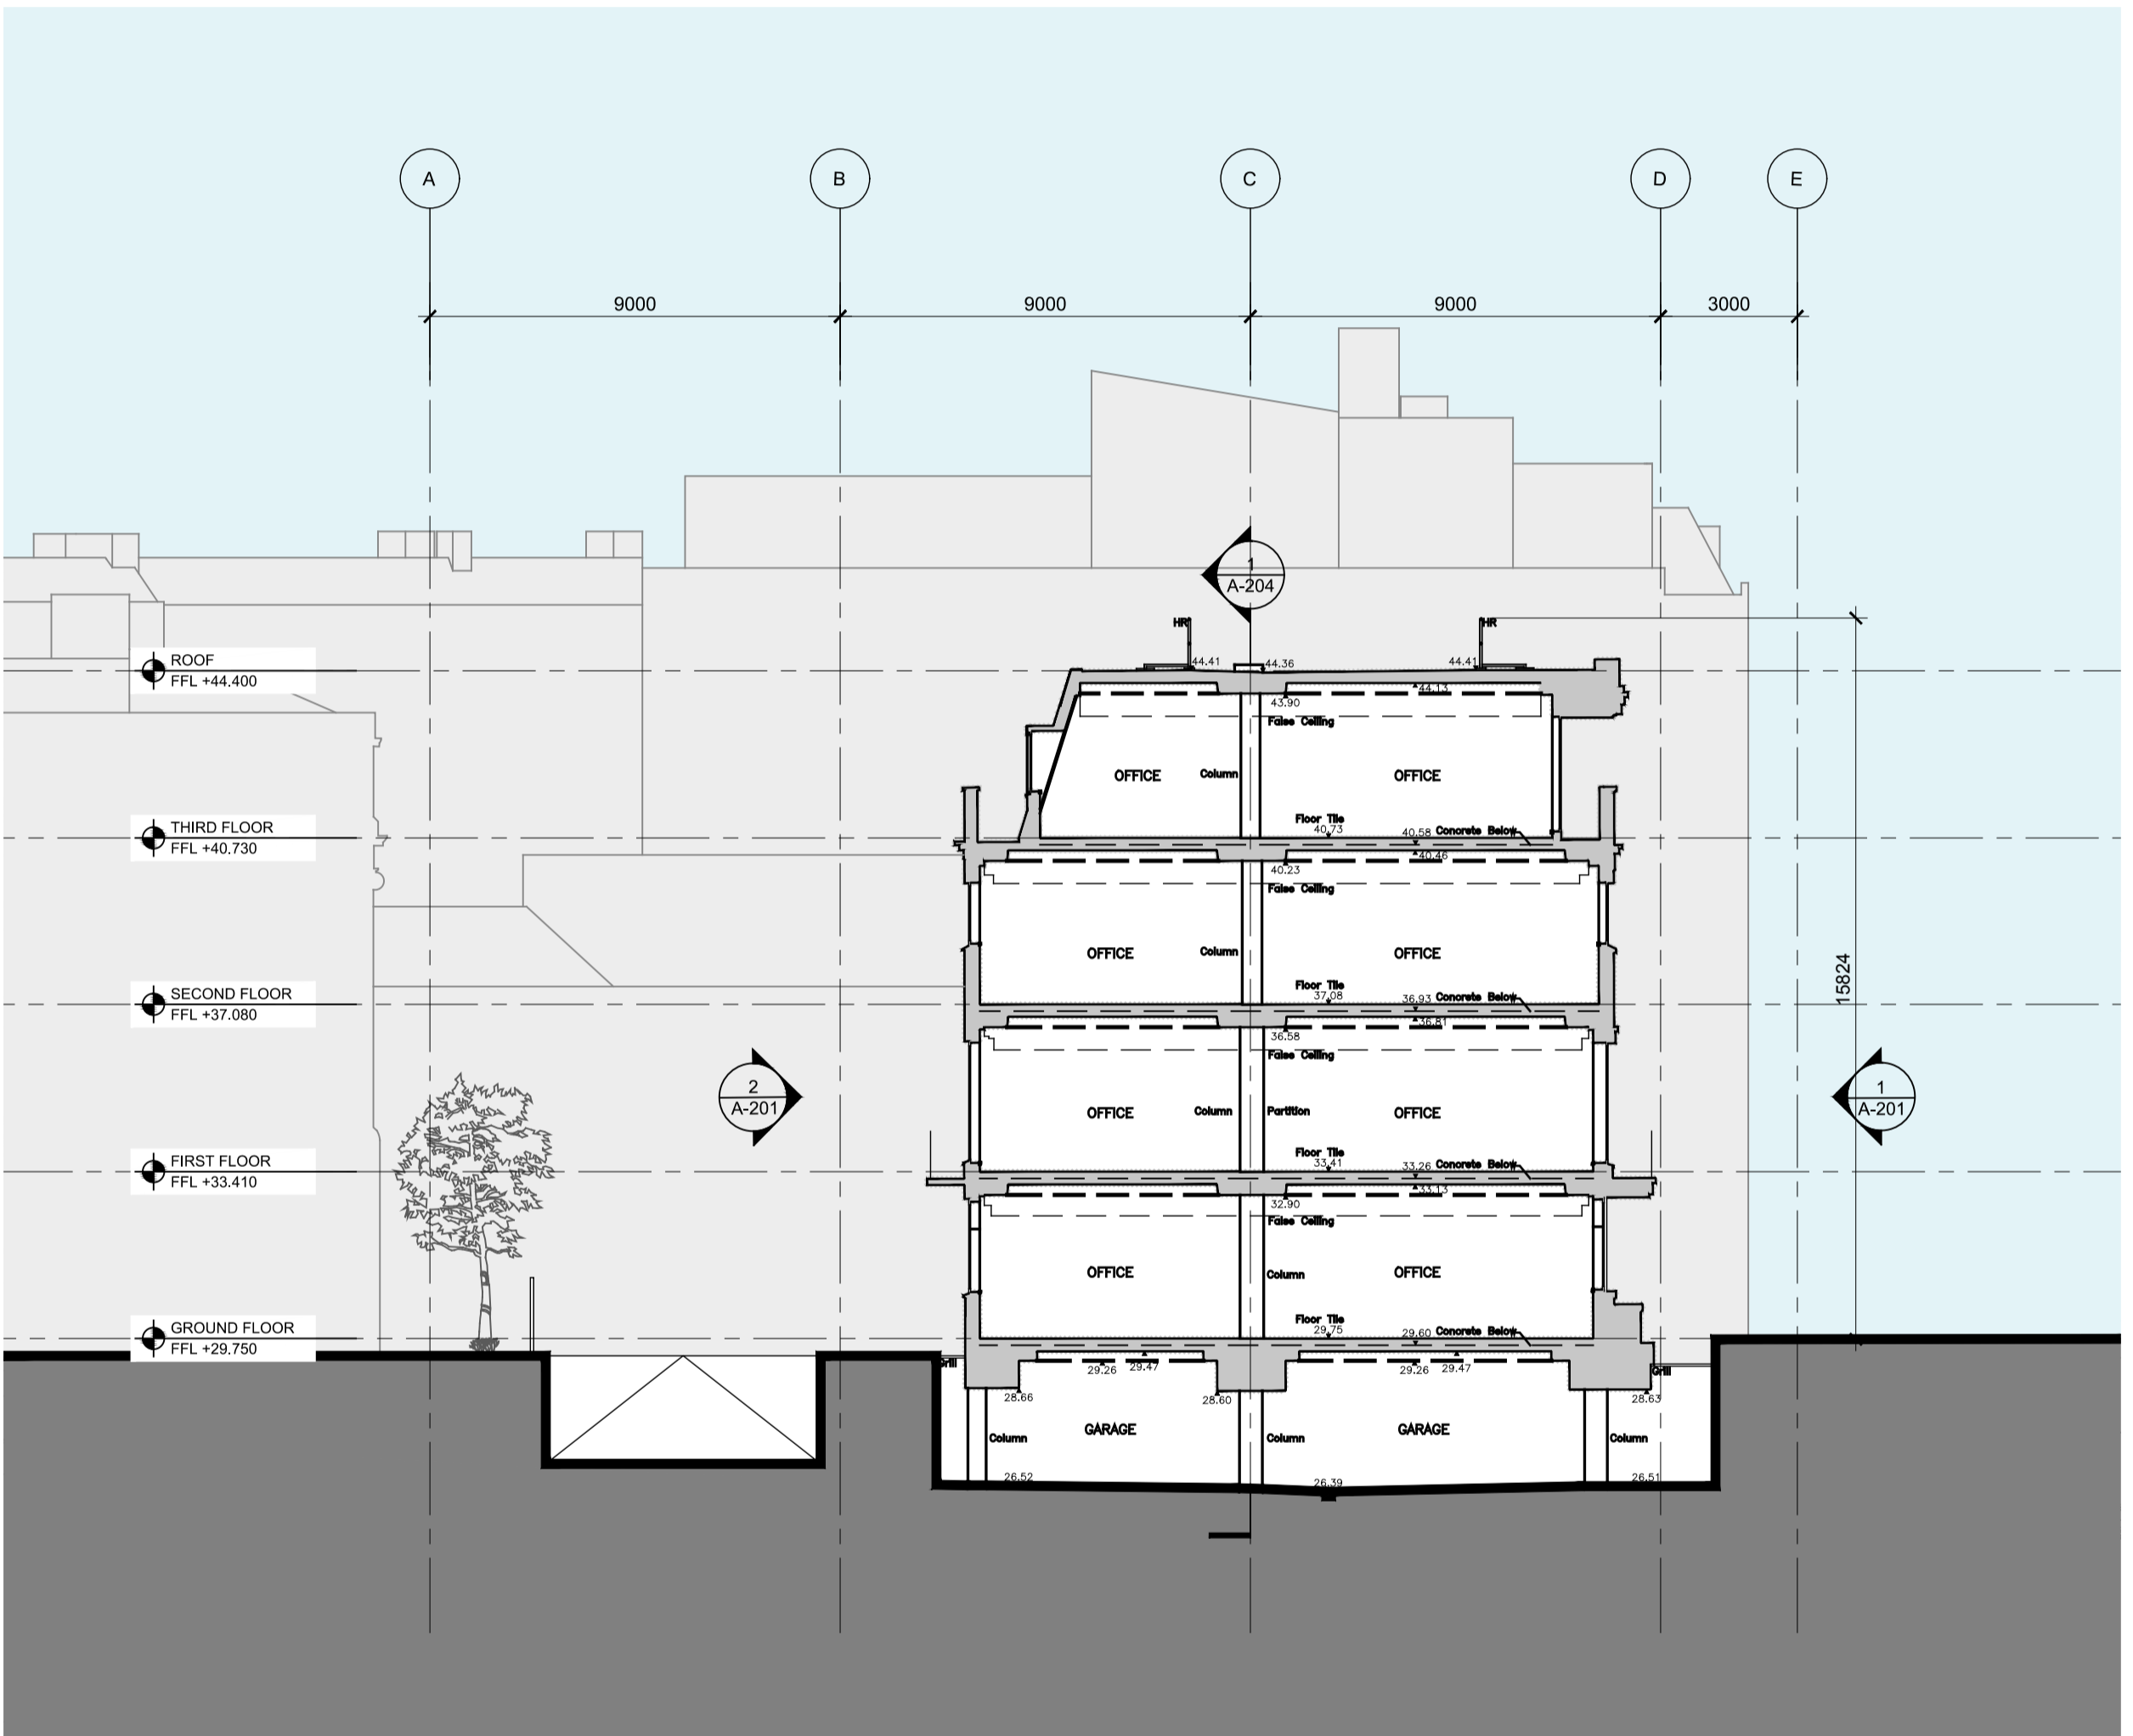 A
B
C
D
E
9000
9000
9000
3000
1
A-204
HR
HR
ROOF
FFL +44.400
44.41
44.36
44.41
44.13
43.90
False Ceiling
OFFICE
Column
OFFICE
THIRD FLOOR
FFL +40.730
Floor Tile
40.73
40.58
Concrete Below
40.46
40.23
False Ceiling
OFFICE
Column
OFFICE
15824
SECOND FLOOR
FFL +37.080
Floor Tile
37.08
36.93
Concrete Below
36.81
36.58
False Ceiling
2
A-201
1
A-201
OFFICE
Column
Partition
OFFICE
FIRST FLOOR
FFL +33.410
Floor Tile
33.41
33.26
Concrete Below
33.13
32.90
False Ceiling
OFFICE
Column
OFFICE
GROUND FLOOR
FFL +29.750
Floor Tile
29.75
29.60
Concrete Below
Grill
29.26
29.47
29.26
29.47
Grill
28.66
28.60
28.63
GARAGE
GARAGE
Column
Column
Column
26.52
26.39
26.51